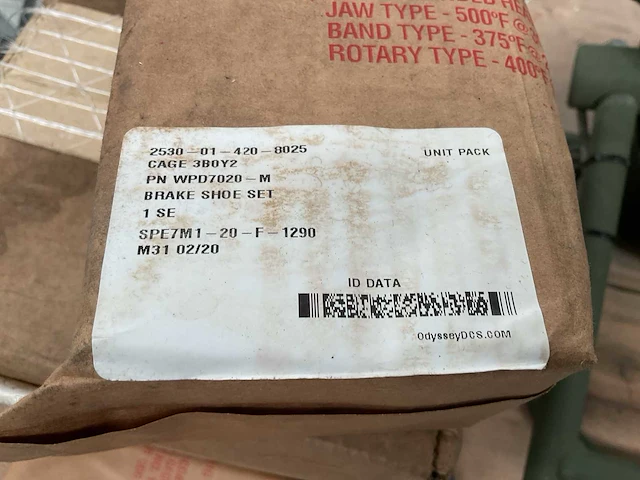 JAW TYPE - 500°F @
BAND TYPE - 375°F @
ROTARY TYPE - 400°F
2530-01-420-8025
CAGE 3B0Y2
PN WPD7020-M
BRAKE SHOE SET
1 SE
SPE7M1-20-F-1290
M31 02/20
UNIT PACK
ID DATA
OdysseyDCS.COM